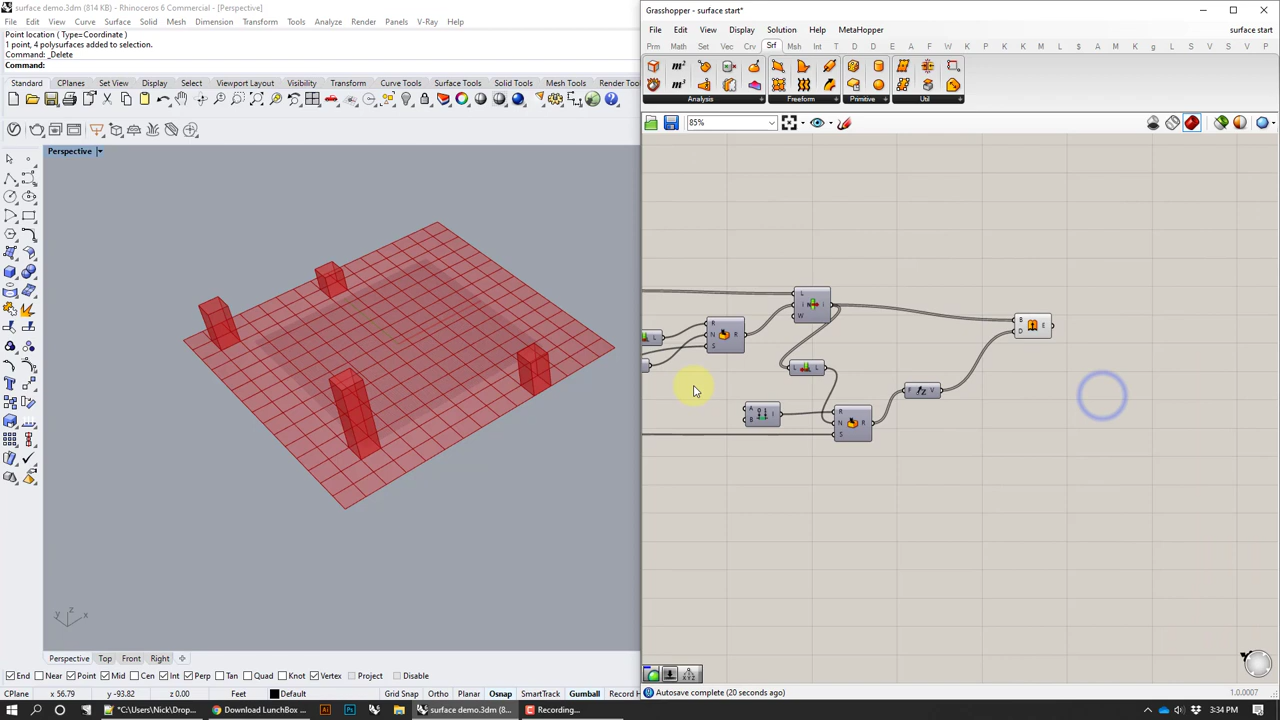 surface demo.3dm (814 KB) - Rhinoceros 6 Commercial - [Perspective]
File Edit View Curve Surface Solid Mesh Dimension Transform Tools Analyze Render Panels V-Ray Help
Point location ( Type=Coordinate )
1 point, 4 polysurfaces added to selection.
Command: _Delete
Command:
Standard CPlanes Set View Display Select Viewport Layout Visibility Transform Curve Tools Surface Tools Solid Tools Mesh Tools Render Tools
Perspective
z
y x
Perspective Top Front Right
End Near Point Mid Cen Int Perp Tan Quad Knot Vertex Project Disable
CPlane x 56.79 y -93.82 z 0.00 Feet Default Grid Snap Ortho Planar Osnap SmartTrack Gumball Record H
Grasshopper - surface start*
File Edit View Display Solution Help MetaHopper surface start
Prm Math Set Vec Crv Srf Msh Int Trns Dis
Analysis Freeform Primitive Util
85%
L
i i
W
R
N R
S
L
L L
A
B I
R
N R
S
F V
B E
D
Autosave complete (20 seconds ago)
1.0.0007
*C:\Users\Nick\Drop... Download LunchBox ... surface demo.3dm (8... Recording...
3:34 PM